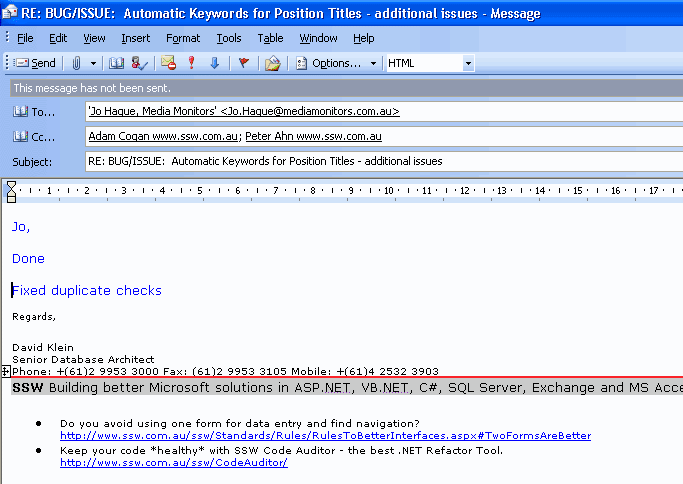 RE: BUG/ISSUE: Automatic Keywords for Position Titles - additional issues - Message
File Edit View Insert Format Tools Table Window Help
Send Options... HTML
This message has not been sent.
To... 'Jo Hague, Media Monitors' <Jo.Hague@mediamonitors.com.au>
Cc... Adam Cogan www.ssw.com.au; Peter Ahn www.ssw.com.au
Subject: RE: BUG/ISSUE: Automatic Keywords for Position Titles - additional issues
1 2 3 4 5 6 7 8 9 10 11 12 13 14 15 16 17
Jo,
Done
Fixed duplicate checks
Regards,
David Klein
Senior Database Architect
Phone: +(61)2 9953 3000 Fax: (61)2 9953 3105 Mobile: +(61)4 2532 3903
SSW Building better Microsoft solutions in ASP.NET, VB.NET, C#, SQL Server, Exchange and MS Acce
• Do you avoid using one form for data entry and find navigation?
http://www.ssw.com.au/ssw/Standards/Rules/RulesToBetterInterfaces.aspx#TwoFormsAreBetter
• Keep your code *healthy* with SSW Code Auditor - the best .NET Refactor Tool.
http://www.ssw.com.au/ssw/CodeAuditor/